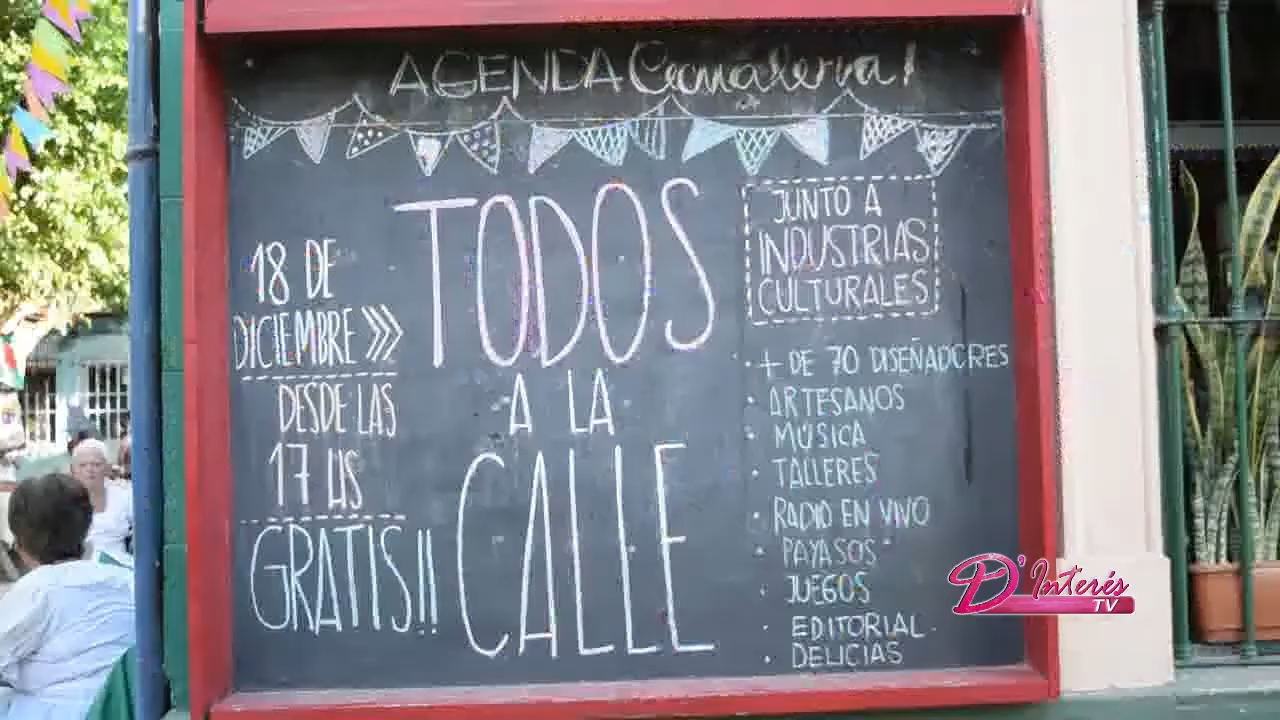 AGENDA
18 DE
DICIEMBRE >>>
DESDE LAS
17 HS
GRATIS!!
TODOS
A LA
CALLE
JUNTO A
INDUSTRIAS
CULTURALES
· + DE 70 DISEÑADORES
· ARTESANOS
· MÚSICA
· TALLERES
· RADIO EN VIVO
· PAYASOS
· JUEGOS
· EDITORIAL
· DELICIAS
D'Interés
TV